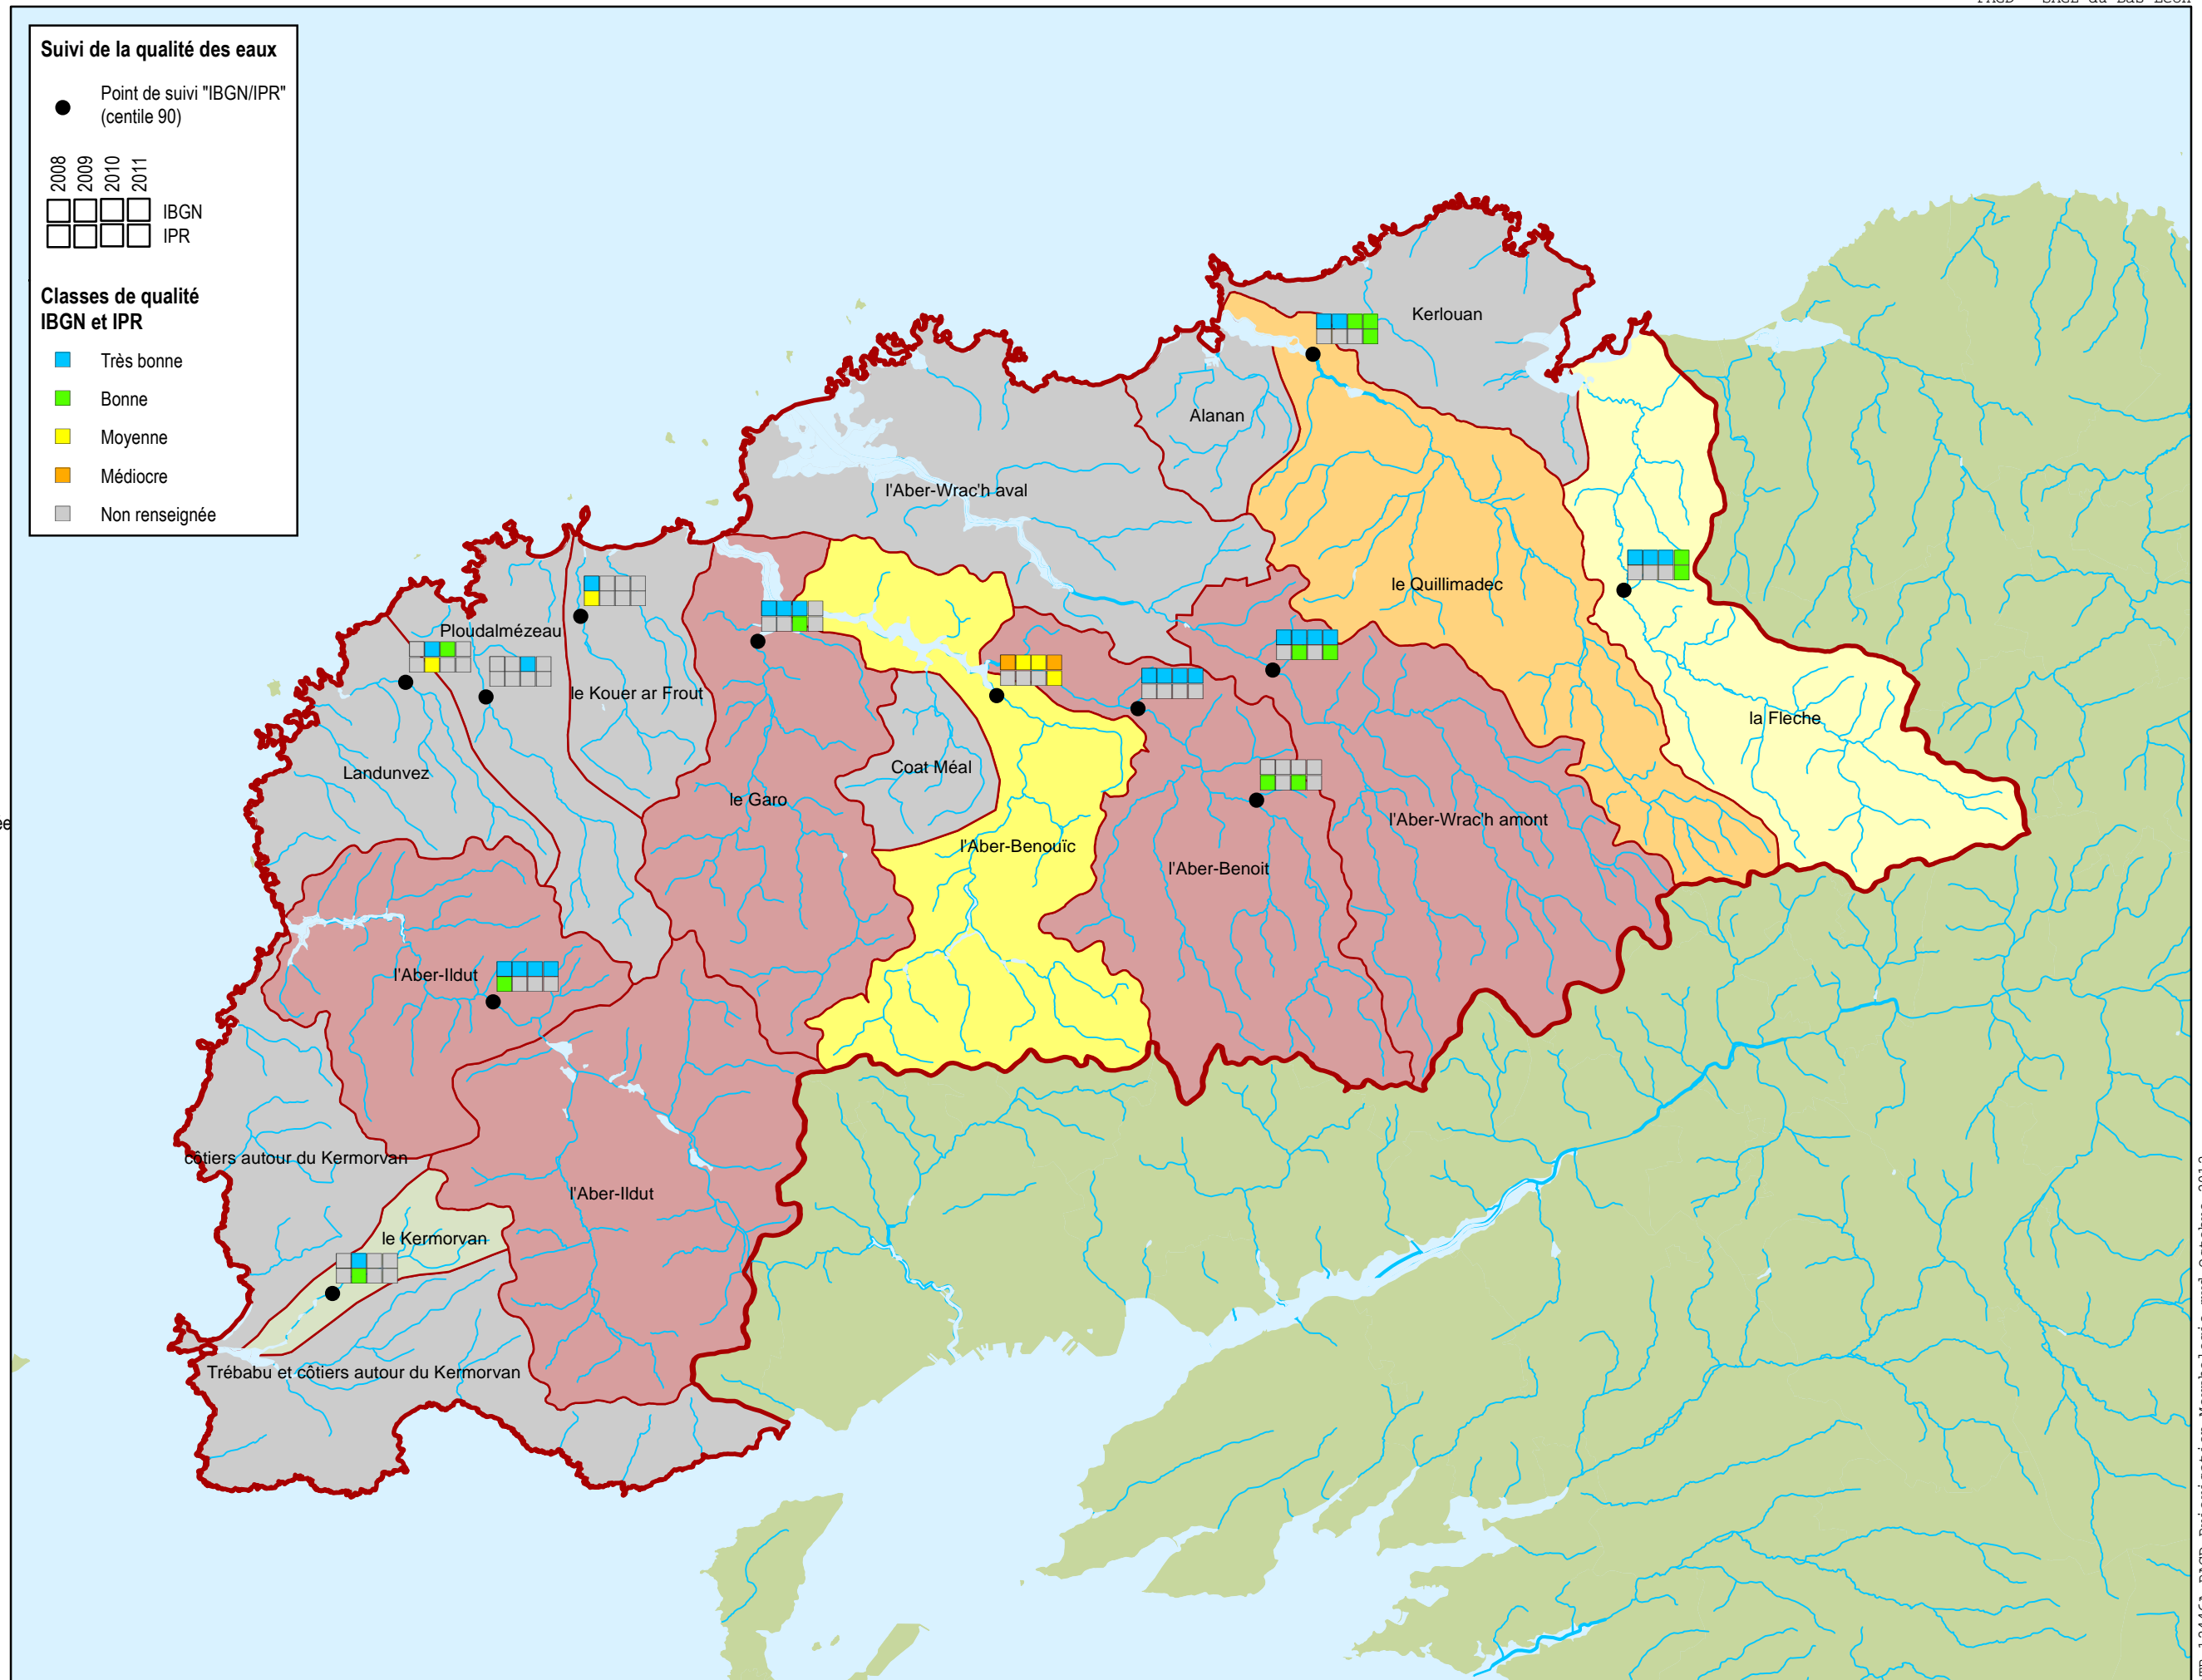 Suivi de la qualité des eaux
Point de suivi "IBGN/IPR"
(centile 90)
2008
2009
2010
2011
IBGN
IPR
Classes de qualité
IBGN et IPR
Très bonne
Bonne
Moyenne
Médiocre
Non renseignée
Kerlouan
Alanan
l'Aber-Wrac'h aval
le Quillimadec
Ploudalmézeau
le Kouer ar Frout
la Fleche
Landunvez
Coat Méal
le Garo
l'Aber-Wrac'h amont
l'Aber-Benouïc
l'Aber-Benoit
l'Aber-Ildut
côtiers autour du Kermorvan
l'Aber-Ildut
le Kermorvan
Trébabu et côtiers autour du Kermorvan